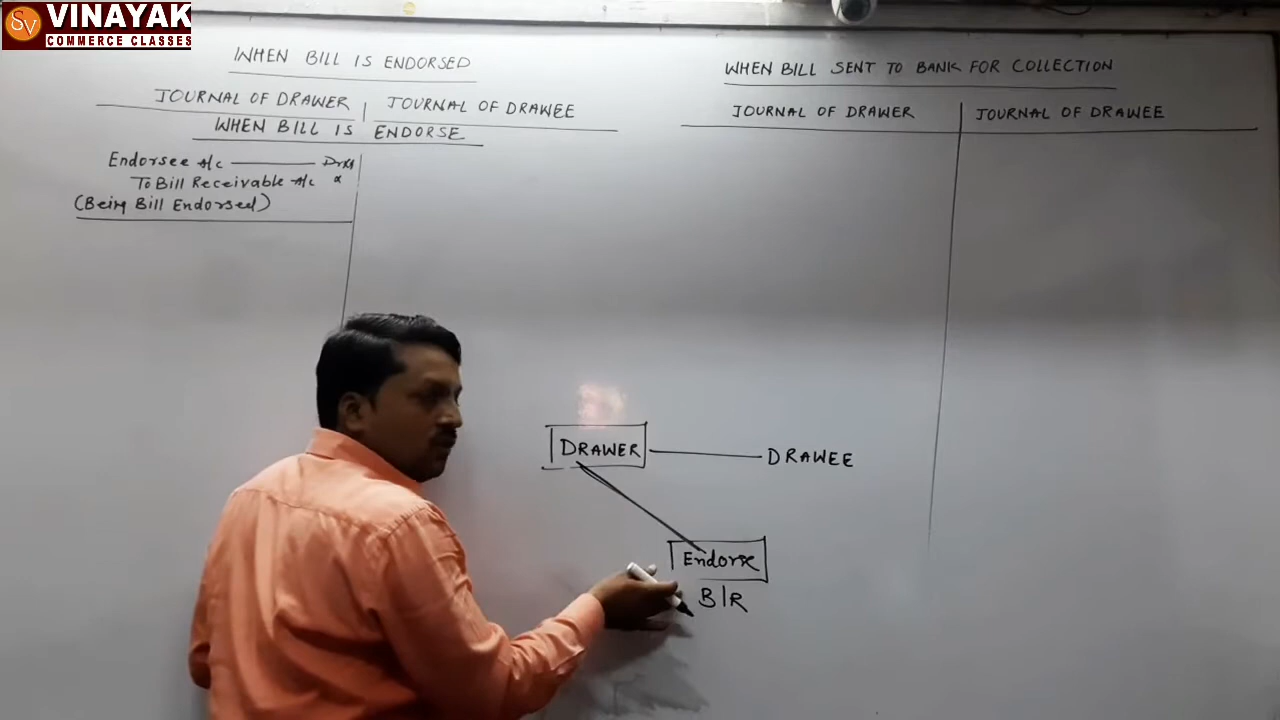 SV VINAYAK
COMMERCE CLASSES
WHEN BILL IS ENDORSED
JOURNAL OF DRAWER
JOURNAL OF DRAWEE
WHEN BILL IS ENDORSE
Endorsee A/c Dr x
To Bill Receivable A/c x
(Being Bill Endorsed)
WHEN BILL SENT TO BANK FOR COLLECTION
JOURNAL OF DRAWER
JOURNAL OF DRAWEE
DRAWER
DRAWEE
Endorse
B/R